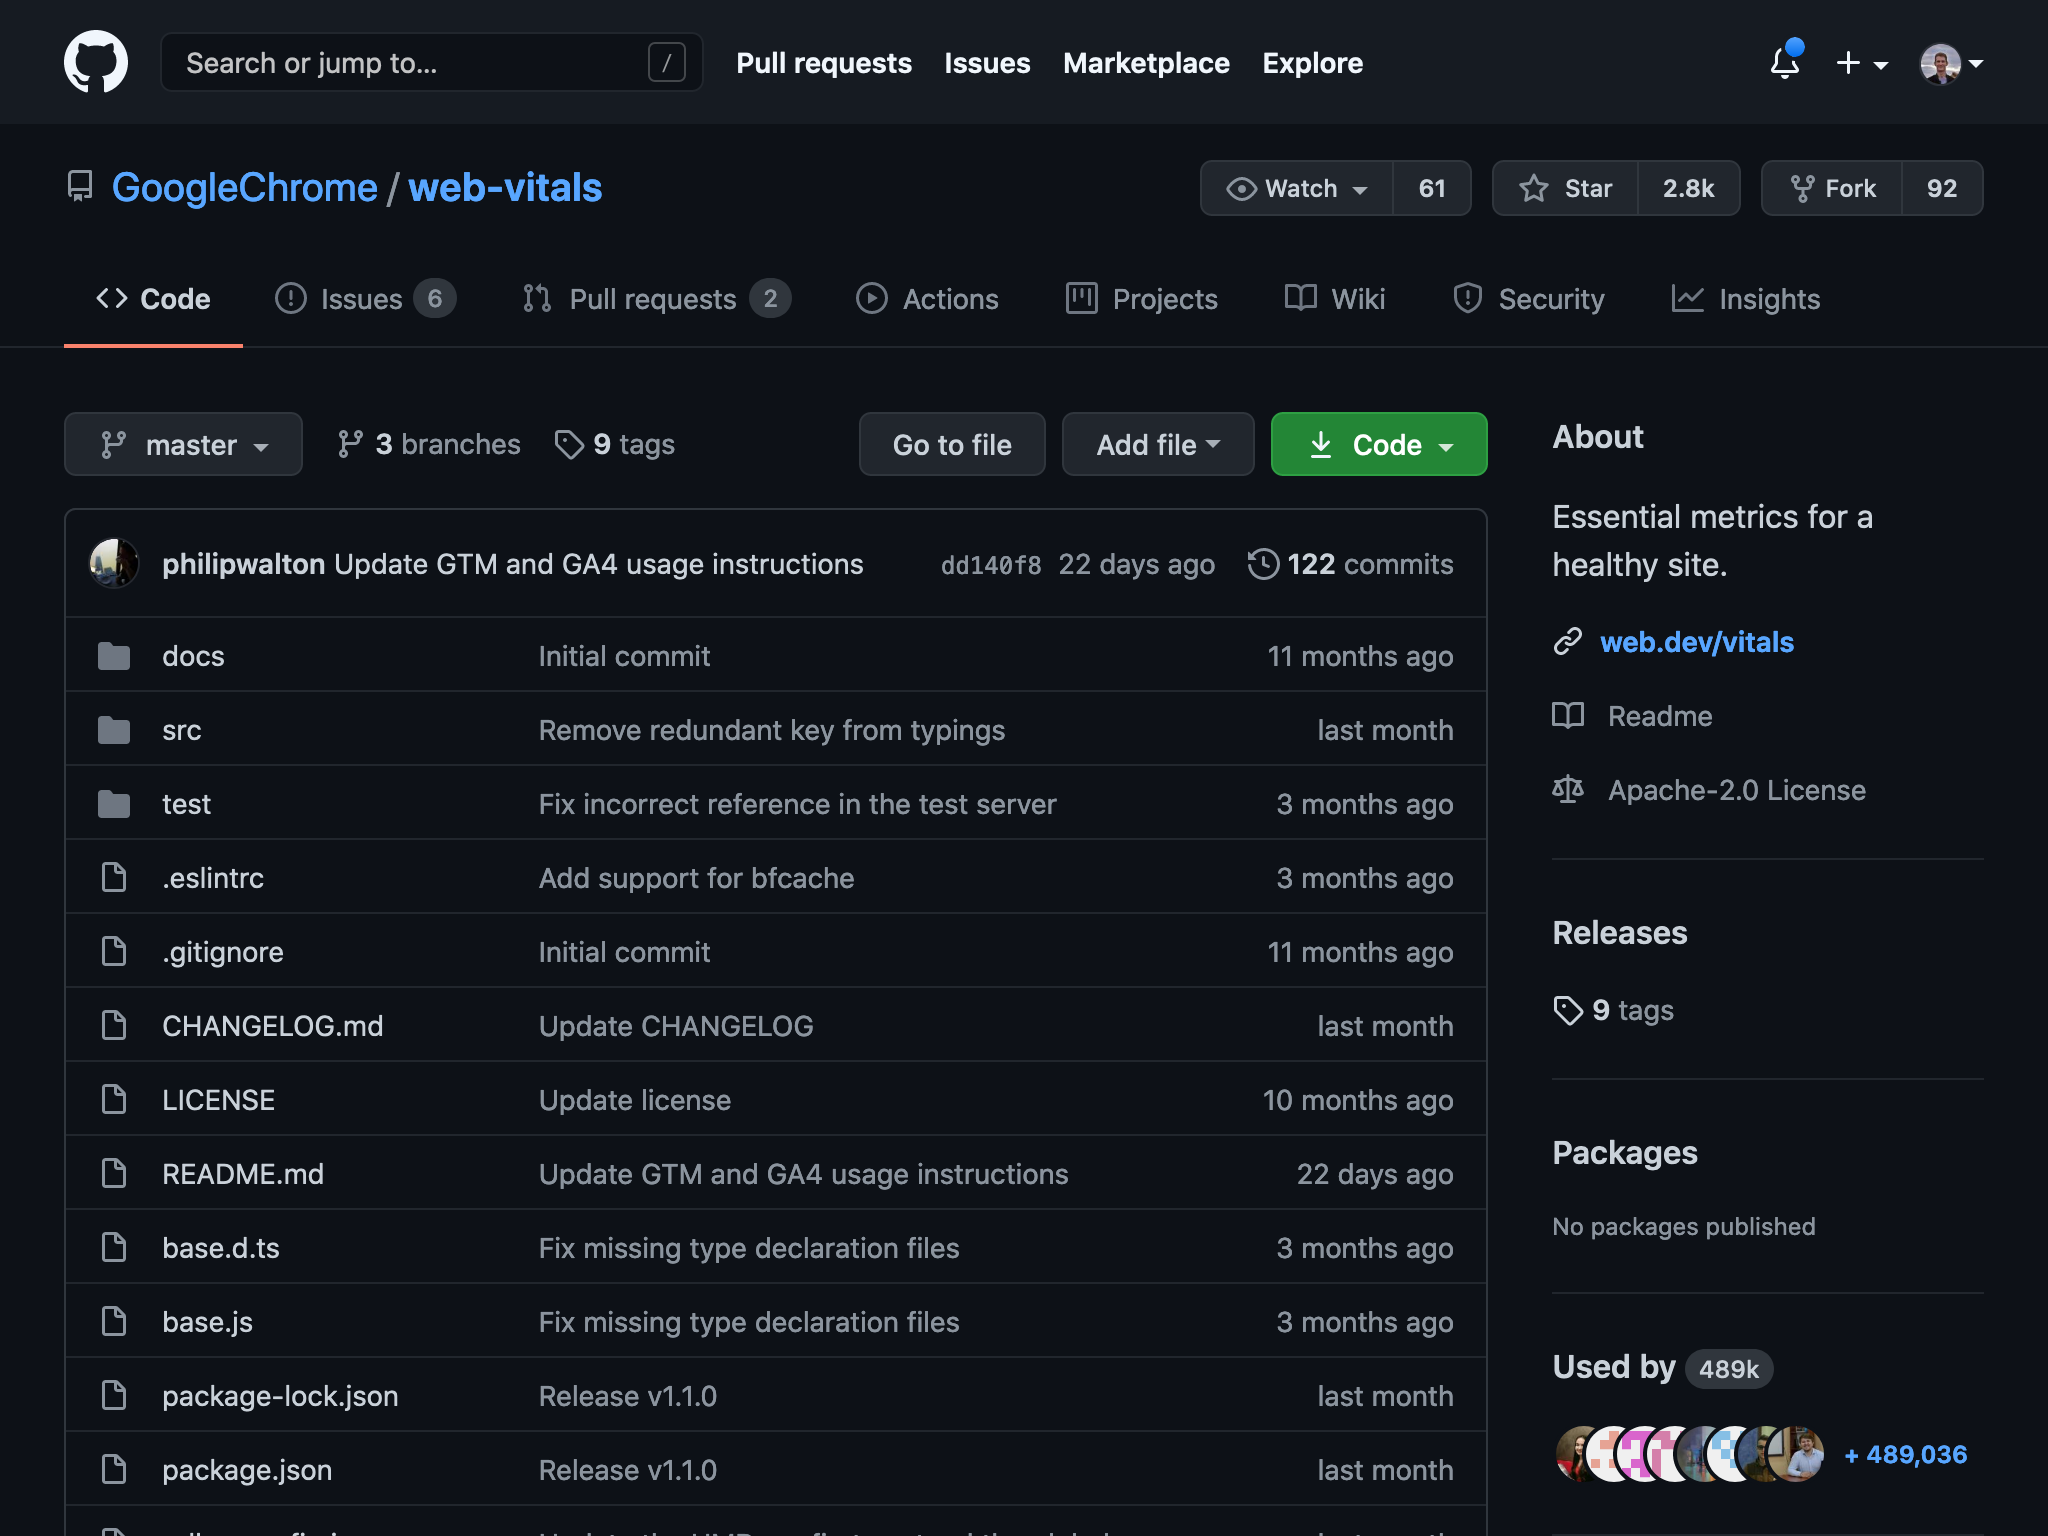 Search or jump to... / Pull requests Issues Marketplace Explore
GoogleChrome / web-vitals Watch 61 Star 2.8k Fork 92
Code Issues 6 Pull requests 2 Actions Projects Wiki Security Insights
master 3 branches 9 tags Go to file Add file Code
philipwalton Update GTM and GA4 usage instructions dd140f8 22 days ago 122 commits
docs Initial commit 11 months ago
src Remove redundant key from typings last month
test Fix incorrect reference in the test server 3 months ago
.eslintrc Add support for bfcache 3 months ago
.gitignore Initial commit 11 months ago
CHANGELOG.md Update CHANGELOG last month
LICENSE Update license 10 months ago
README.md Update GTM and GA4 usage instructions 22 days ago
base.d.ts Fix missing type declaration files 3 months ago
base.js Fix missing type declaration files 3 months ago
package-lock.json Release v1.1.0 last month
package.json Release v1.1.0 last month
About
Essential metrics for a
healthy site.
web.dev/vitals
Readme
Apache-2.0 License
Releases
9 tags
Packages
No packages published
Used by 489k
+ 489,036